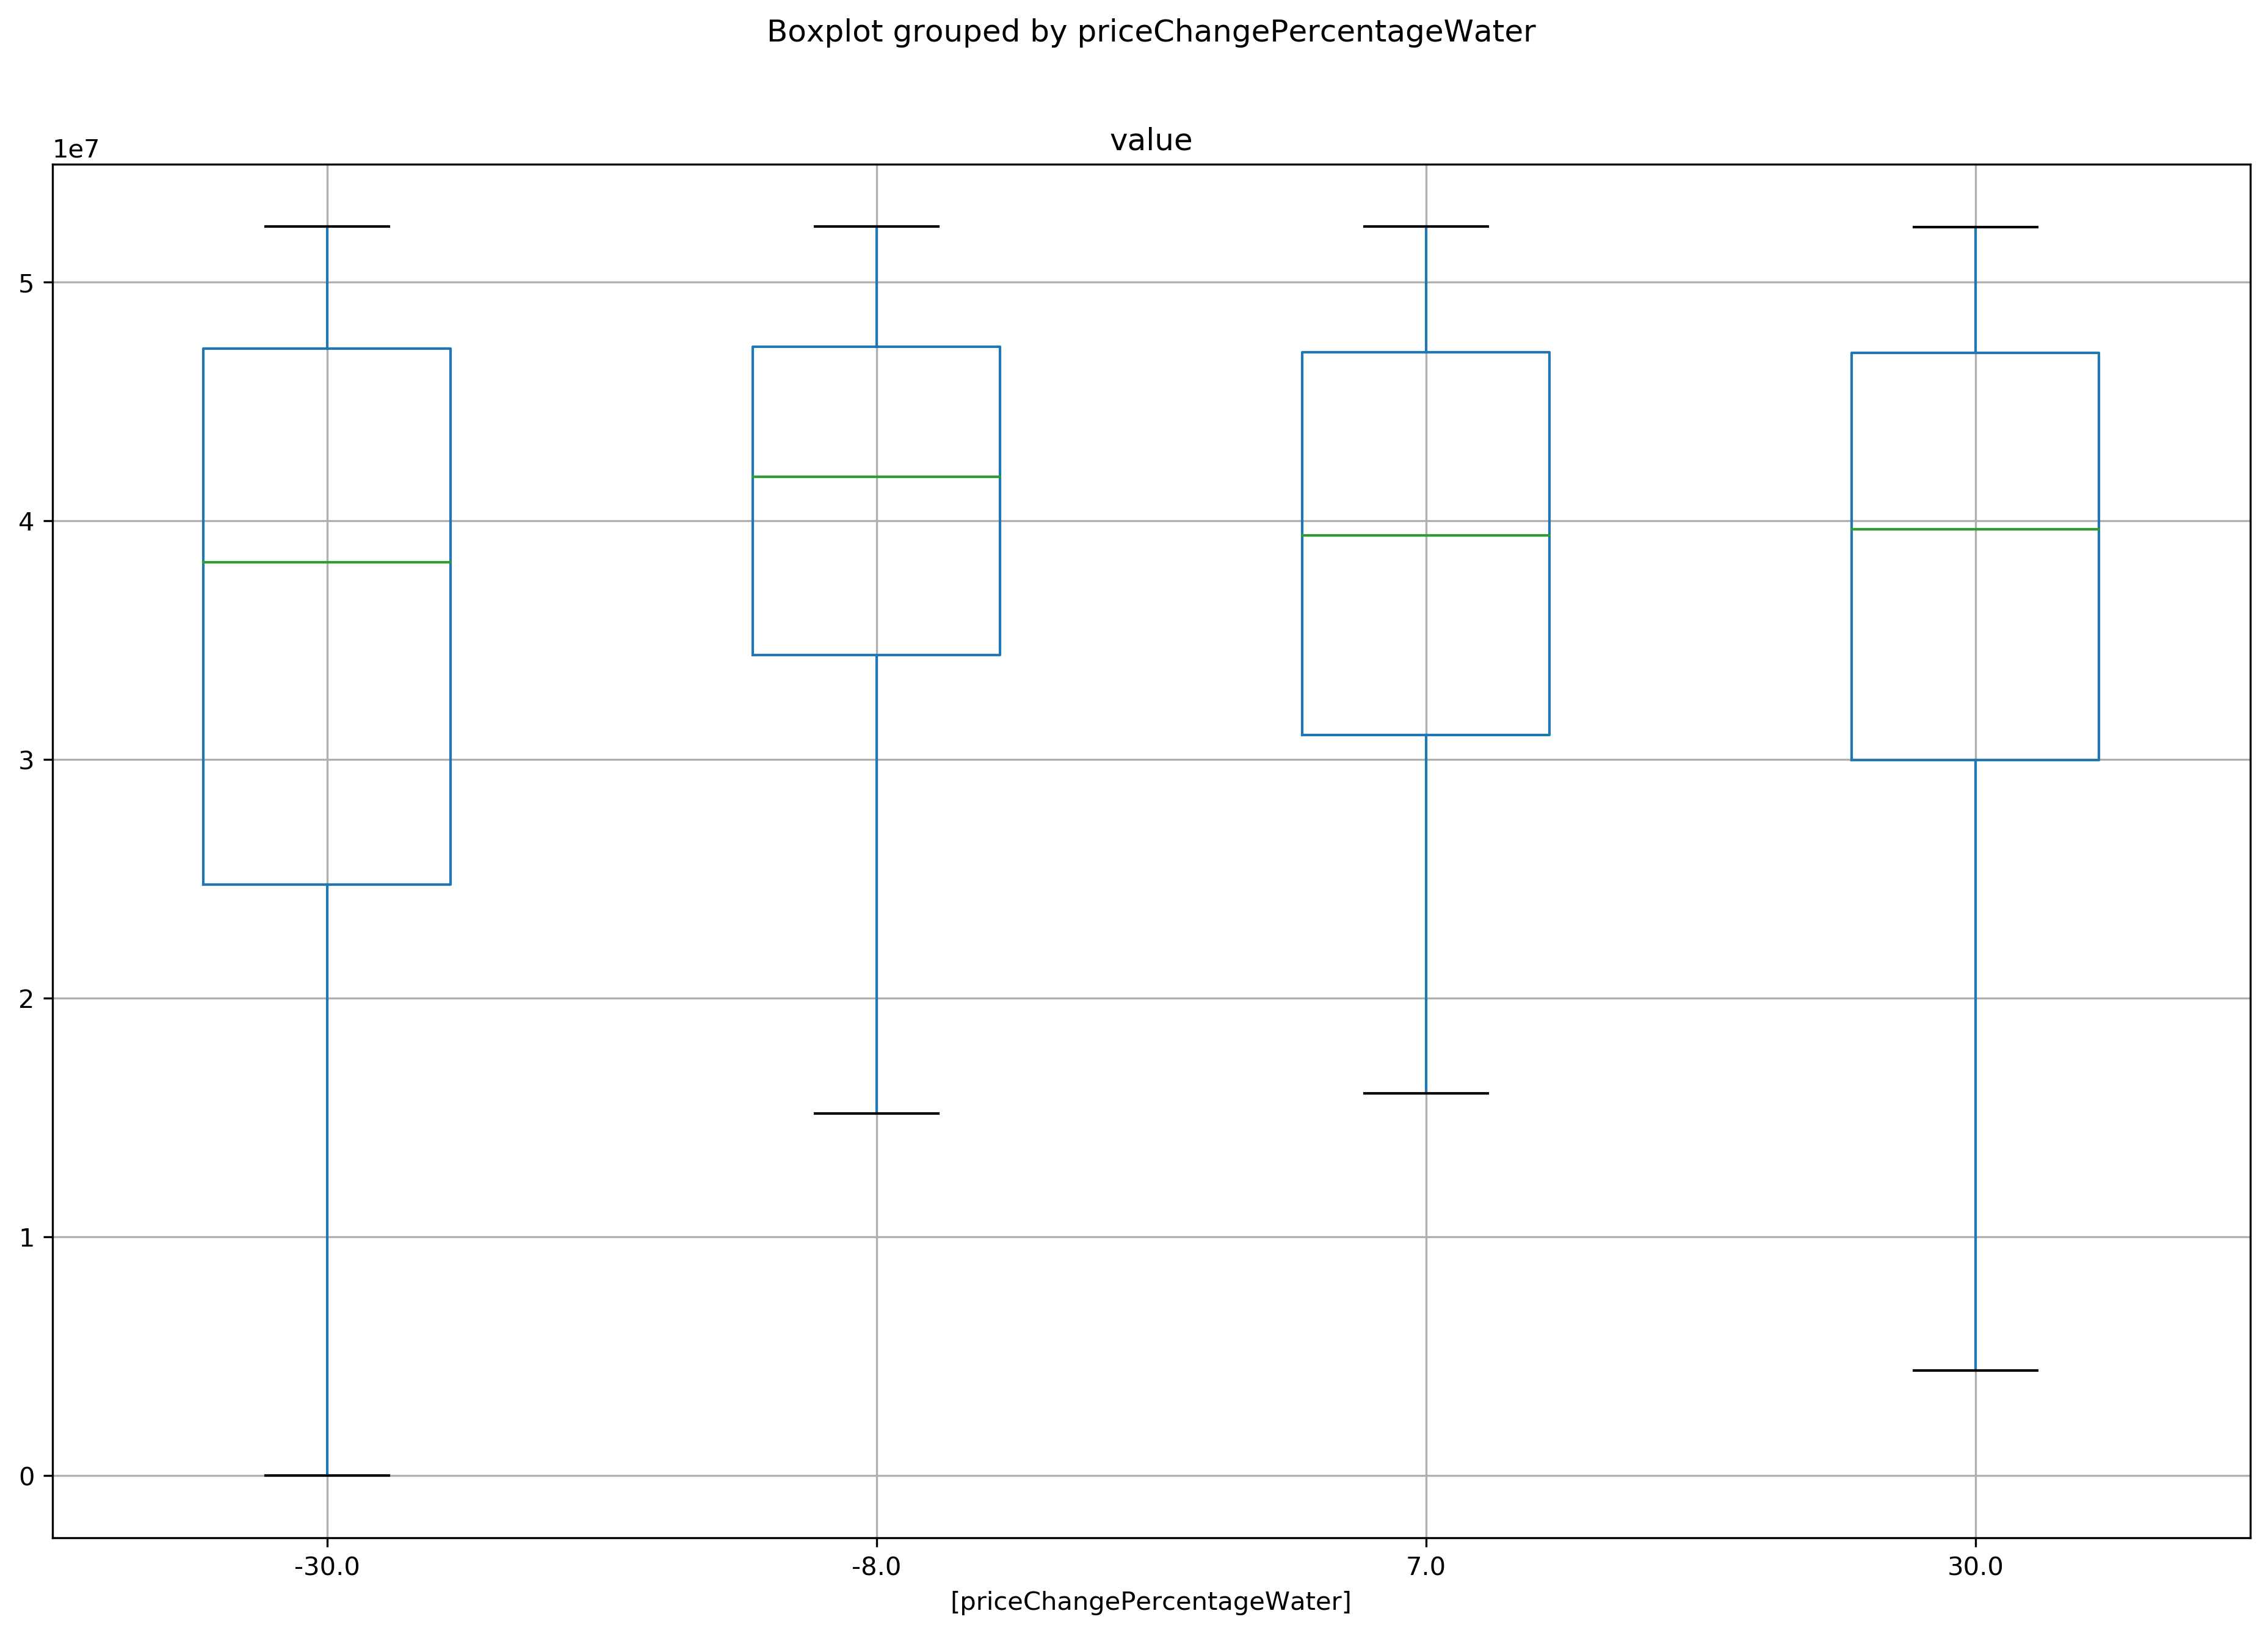 Boxplot grouped by priceChangePercentageWater
value
1e7
5
4
3
2
1
0
-30.0 -8.0 7.0 30.0
[priceChangePercentageWater]